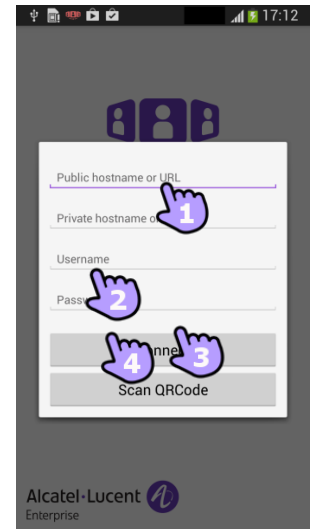 17:12
Public hostname or URL
1
Private hostname o
Username
2
Passw
4
nne
3
Scan QRCode
Alcatel·Lucent
Enterprise